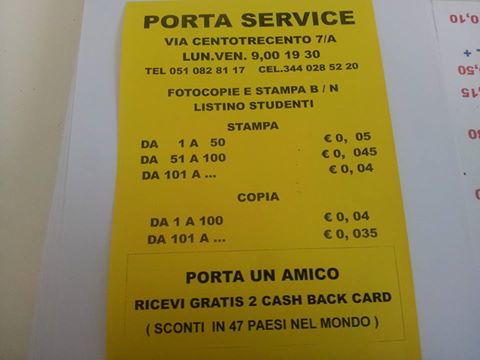 PORTA SERVICE
VIA CENTOTRECENTO 7/A
LUN.VEN. 9,00 19 30
TEL 051 082 81 17 CEL.344 028 52 20
FOTOCOPIE E STAMPA B / N
LISTINO STUDENTI
STAMPA
DA 1 A 50 € 0, 05
DA 51 A 100 € 0, 045
DA 101 A ... € 0, 04
COPIA
DA 1 A 100 € 0, 04
DA 101 A ... € 0, 035
PORTA UN AMICO
RICEVI GRATIS 2 CASH BACK CARD
( SCONTI IN 47 PAESI NEL MONDO )
0,10